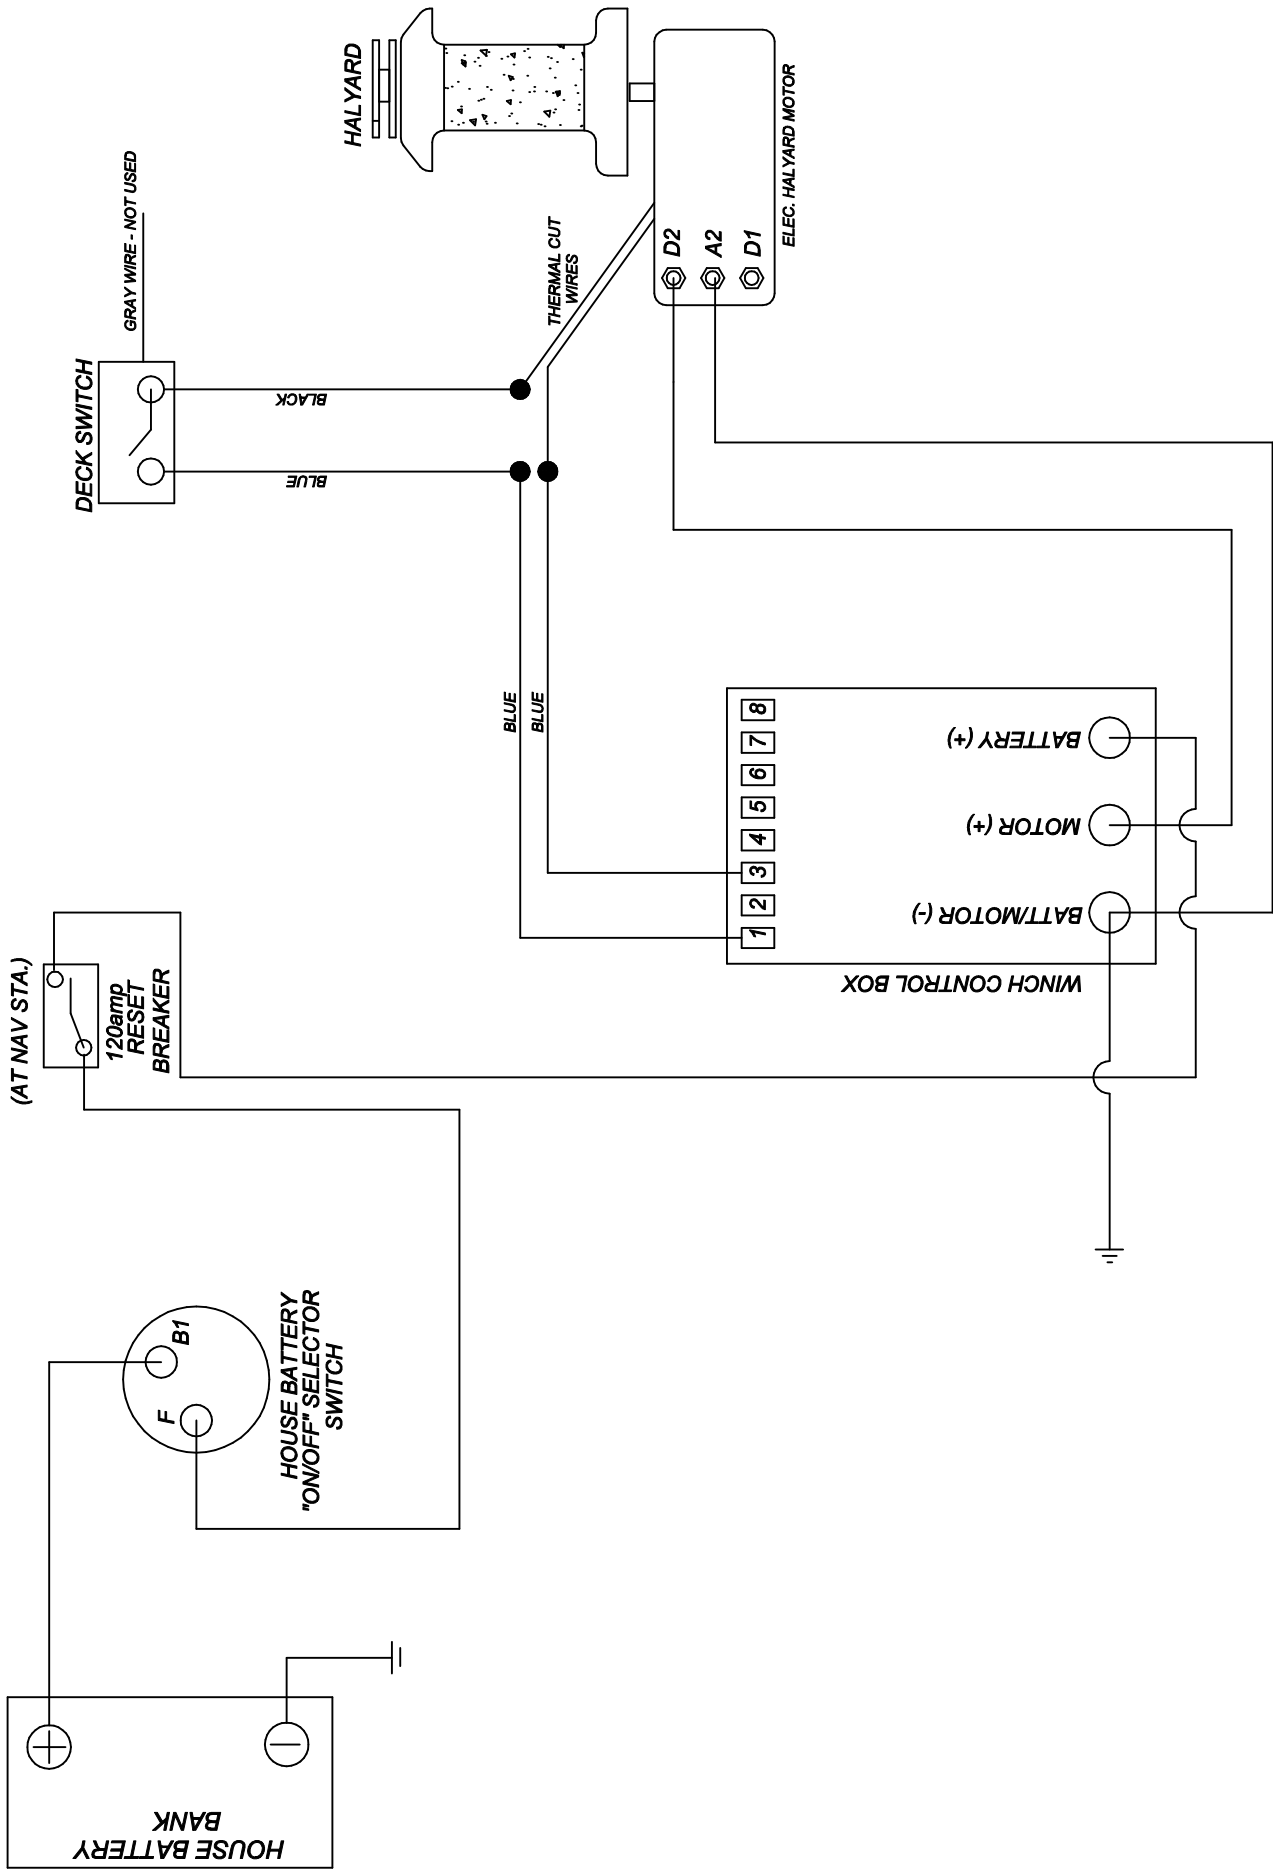 HALYARD
GRAY WIRE - NOT USED
DECK SWITCH
BLACK
BLUE
THERMAL CUT
WIRES
D2
A2
D1
ELEC. HALYARD MOTOR
BLUE
BLUE
1
2
3
4
5
6
7
8
BATTERY (+)
MOTOR (+)
BATT/MOTOR (-)
WINCH CONTROL BOX
(AT NAV STA.)
120amp
RESET
BREAKER
B1
F
HOUSE BATTERY
"ON/OFF" SELECTOR
SWITCH
HOUSE BATTERY
BANK